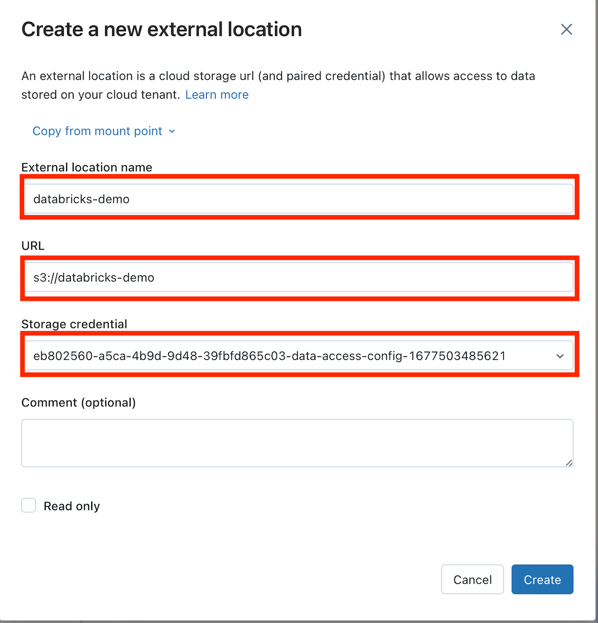 Create a new external location
An external location is a cloud storage url (and paired credential) that allows access to data
stored on your cloud tenant. Learn more
Copy from mount point
External location name
databricks-demo
URL
s3://databricks-demo
Storage credential
eb802560-a5ca-4b9d-9d48-39fbfd865c03-data-access-config-1677503485621
Comment (optional)
Read only
Cancel
Create